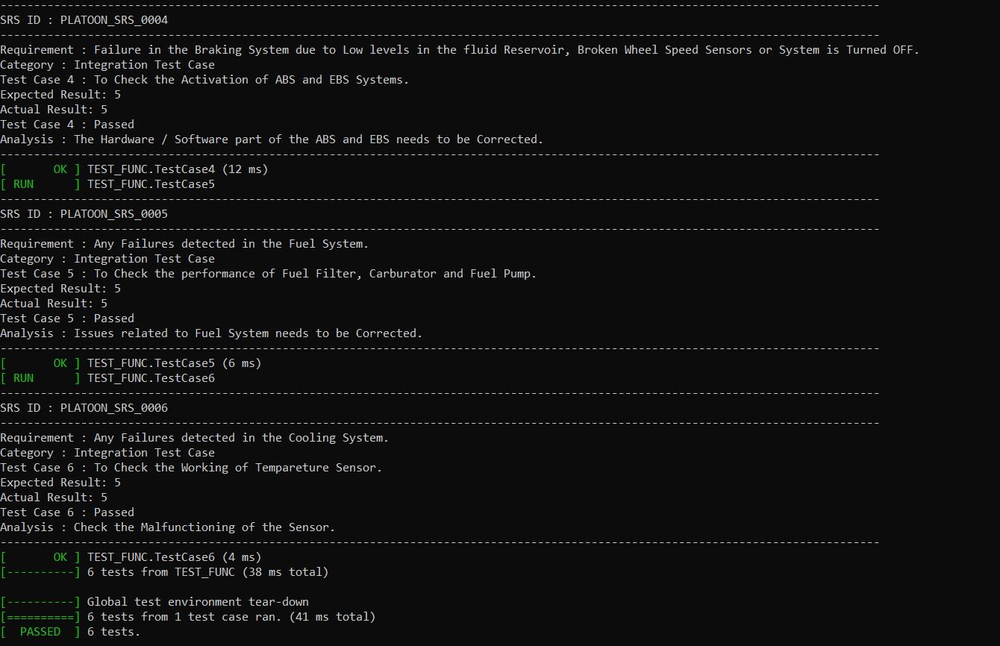 -----------------------------------------------------------------------------------------------------------------------------------
SRS ID : PLATOON_SRS_0004
-----------------------------------------------------------------------------------------------------------------------------------
Requirement : Failure in the Braking System due to Low levels in the fluid Reservoir, Broken Wheel Speed Sensors or System is Turned OFF.
Category : Integration Test Case
Test Case 4 : To Check the Activation of ABS and EBS Systems.
Expected Result: 5
Actual Result: 5
Test Case 4 : Passed
Analysis : The Hardware / Software part of the ABS and EBS needs to be Corrected.
-----------------------------------------------------------------------------------------------------------------------------------
[       OK ] TEST_FUNC.TestCase4 (12 ms)
[ RUN      ] TEST_FUNC.TestCase5
-----------------------------------------------------------------------------------------------------------------------------------
SRS ID : PLATOON_SRS_0005
-----------------------------------------------------------------------------------------------------------------------------------
Requirement : Any Failures detected in the Fuel System.
Category : Integration Test Case
Test Case 5 : To Check the performance of Fuel Filter, Carburator and Fuel Pump.
Expected Result: 5
Actual Result: 5
Test Case 5 : Passed
Analysis : Issues related to Fuel System needs to be Corrected.
-----------------------------------------------------------------------------------------------------------------------------------
[       OK ] TEST_FUNC.TestCase5 (6 ms)
[ RUN      ] TEST_FUNC.TestCase6
-----------------------------------------------------------------------------------------------------------------------------------
SRS ID : PLATOON_SRS_0006
-----------------------------------------------------------------------------------------------------------------------------------
Requirement : Any Failures detected in the Cooling System.
Category : Integration Test Case
Test Case 6 : To Check the Working of Tempareture Sensor.
Expected Result: 5
Actual Result: 5
Test Case 6 : Passed
Analysis : Check the Malfunctioning of the Sensor.
-----------------------------------------------------------------------------------------------------------------------------------
[       OK ] TEST_FUNC.TestCase6 (4 ms)
[----------] 6 tests from TEST_FUNC (38 ms total)

[----------] Global test environment tear-down
[==========] 6 tests from 1 test case ran. (41 ms total)
[  PASSED  ] 6 tests.